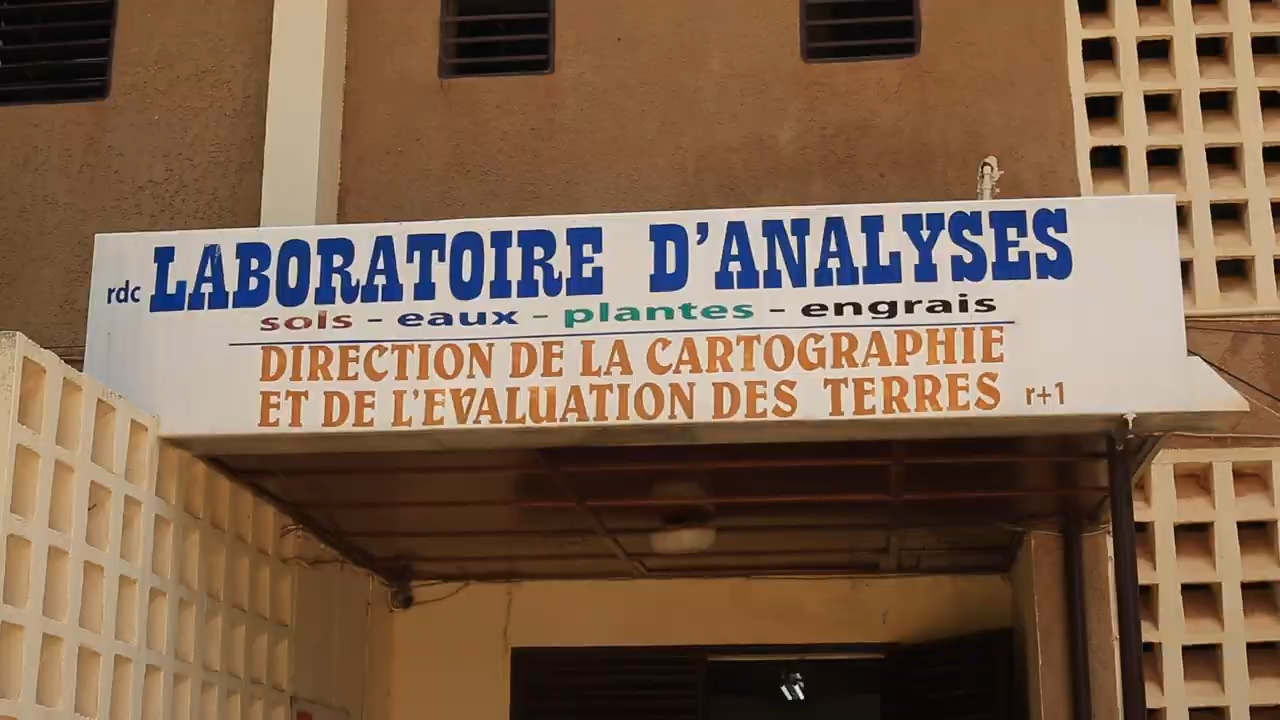 rdc LABORATOIRE D'ANALYSES
sols - eaux - plantes - engrais
DIRECTION DE LA CARTOGRAPHIE
ET DE L'EVALUATION DES TERRES r+1